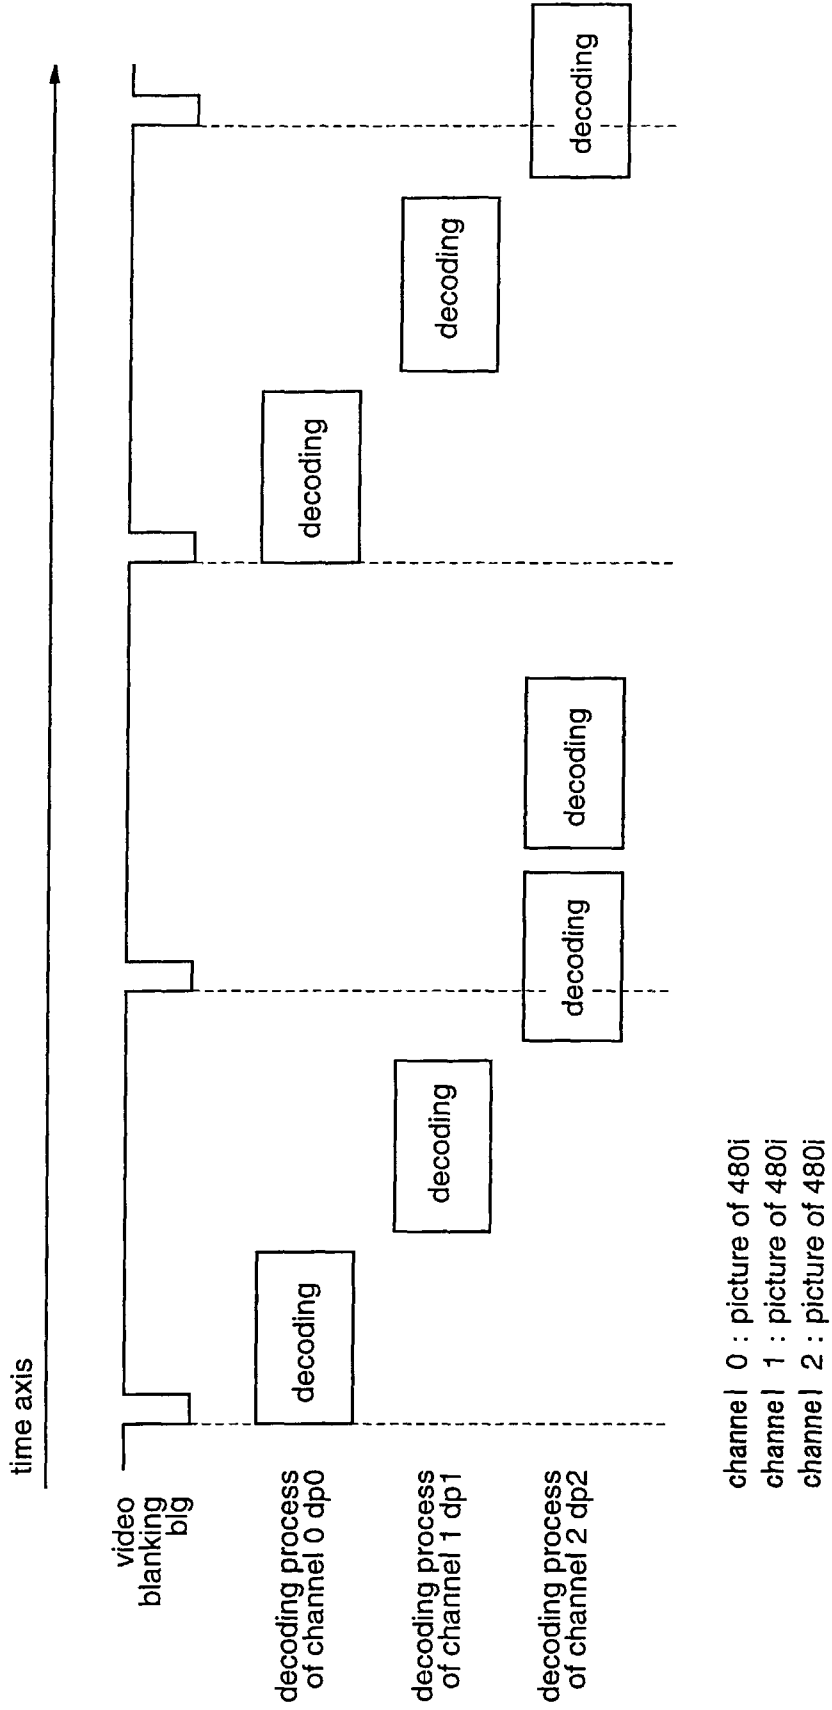 time axis
video
blanking
blg
decoding process
of channel 0 dp0
decoding
decoding
decoding process
of channel 1 dp1
decoding
decoding
decoding process
of channel 2 dp2
decoding
decoding
decoding
channel 0 : picture of 480i
channel 1 : picture of 480i
channel 2 : picture of 480i